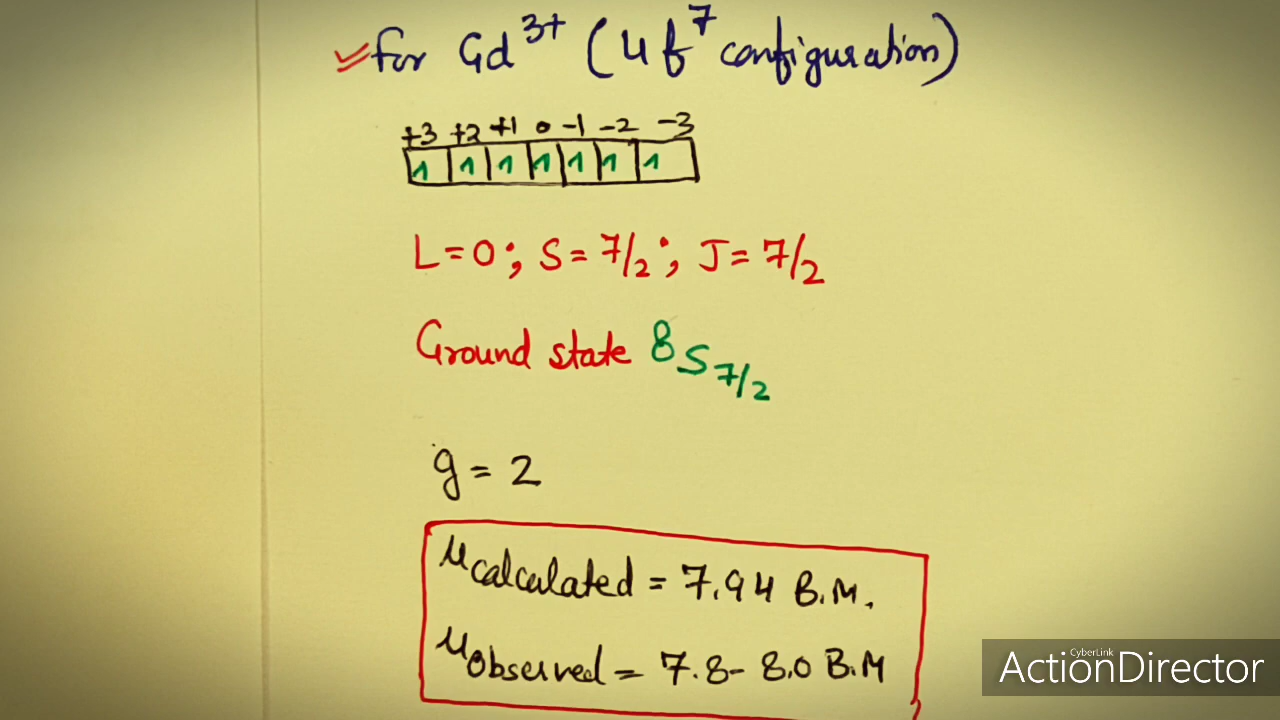 For Gd³⁺ (4f⁷ configuration)
+3 +2 +1 0 -1 -2 -3
1 1 1 1 1 1 1
L=0; S=7/2; J=7/2
Ground state 8S7/2
g = 2
μcalculated = 7.94 B.M.
μobserved = 7.8-8.0 B.M
CyberLink
ActionDirector